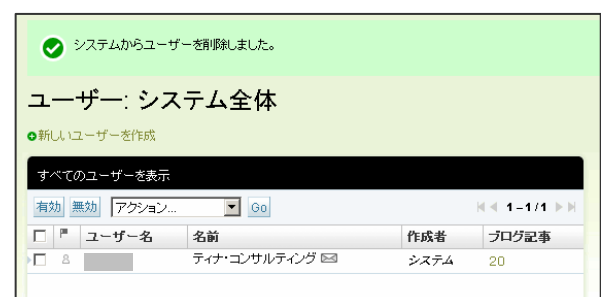 システムからユーザーを削除しました。
ユーザー: システム全体
新しいユーザーを作成
すべてのユーザーを表示
有効 無効 アクション... Go 1–1/1
ユーザー名 名前 作成者 ブログ記事
ティナ・コンサルティング システム 20